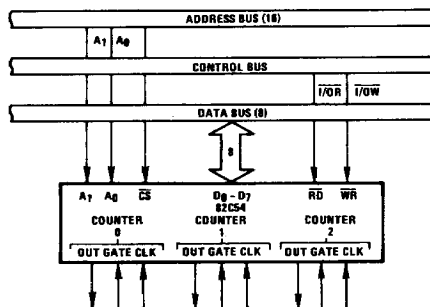 ADDRESS BUS (16)
A1 A0
CONTROL BUS
I/OR I/OW
DATA BUS (8)
8
A1 A0 CS D0 - D7 RD WR
82C54
COUNTER COUNTER COUNTER
0 1 2
OUT GATE CLK OUT GATE CLK OUT GATE CLK